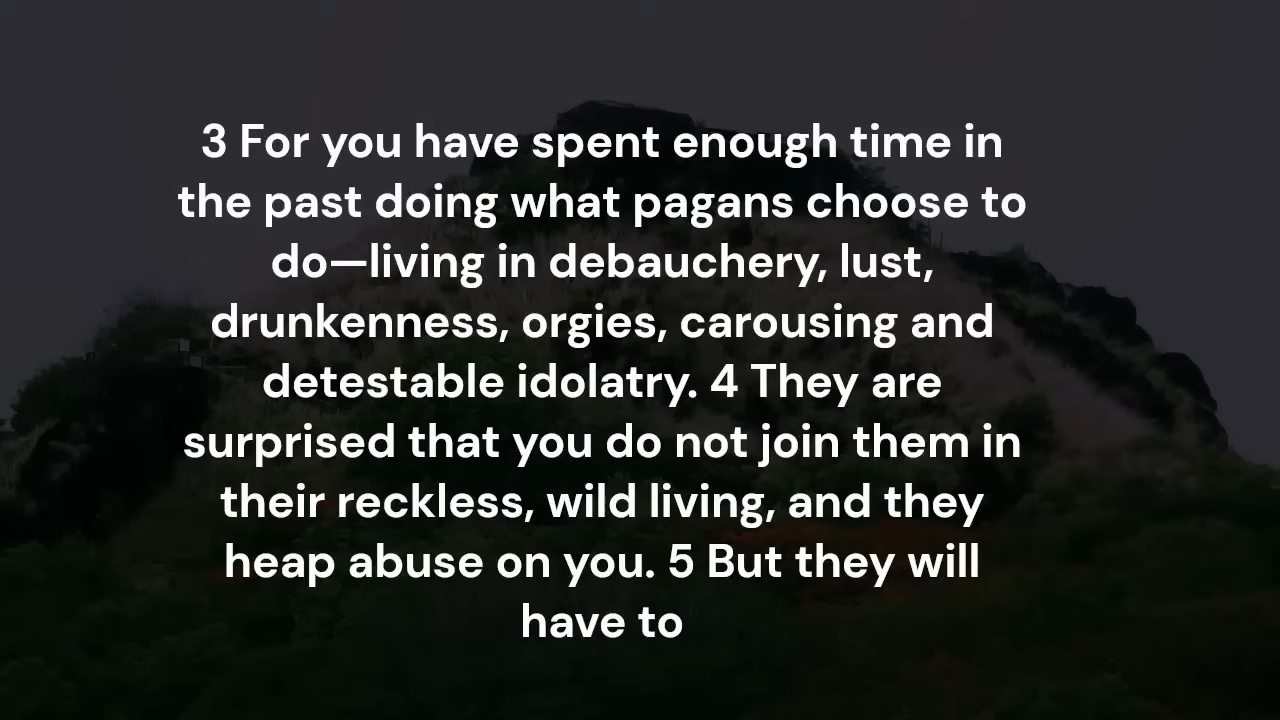 3 For you have spent enough time in
the past doing what pagans choose to
do—living in debauchery, lust,
drunkenness, orgies, carousing and
detestable idolatry. 4 They are
surprised that you do not join them in
their reckless, wild living, and they
heap abuse on you. 5 But they will
have to